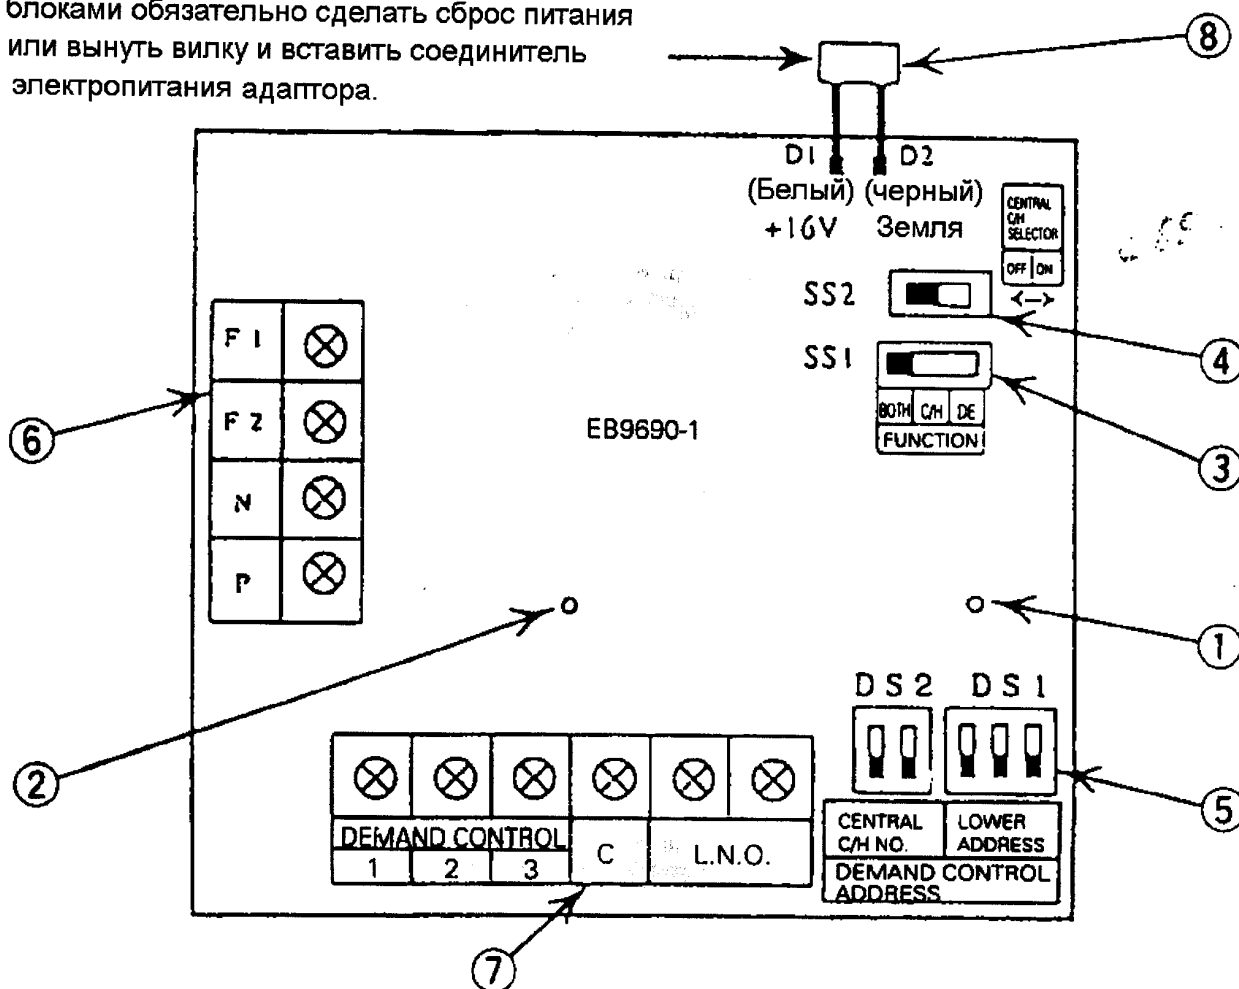 блоками обязательно сделать сброс питания
или вынуть вилку и вставить соединитель
электропитания адаптора.
8
D1 D2
(Белый) (черный)
+16V Земля
CENTRAL
C/H
SELECTOR
OFF ON
<-->
SS2
4
SS1
BOTH C/H DE
FUNCTION
3
F1
F2
N
P
6
EB9690-1
1
2
DS2 DS1
5
CENTRAL
C/H NO.
LOWER
ADDRESS
DEMAND CONTROL
ADDRESS
DEMAND CONTROL
1 2 3
C
L.N.O.
7